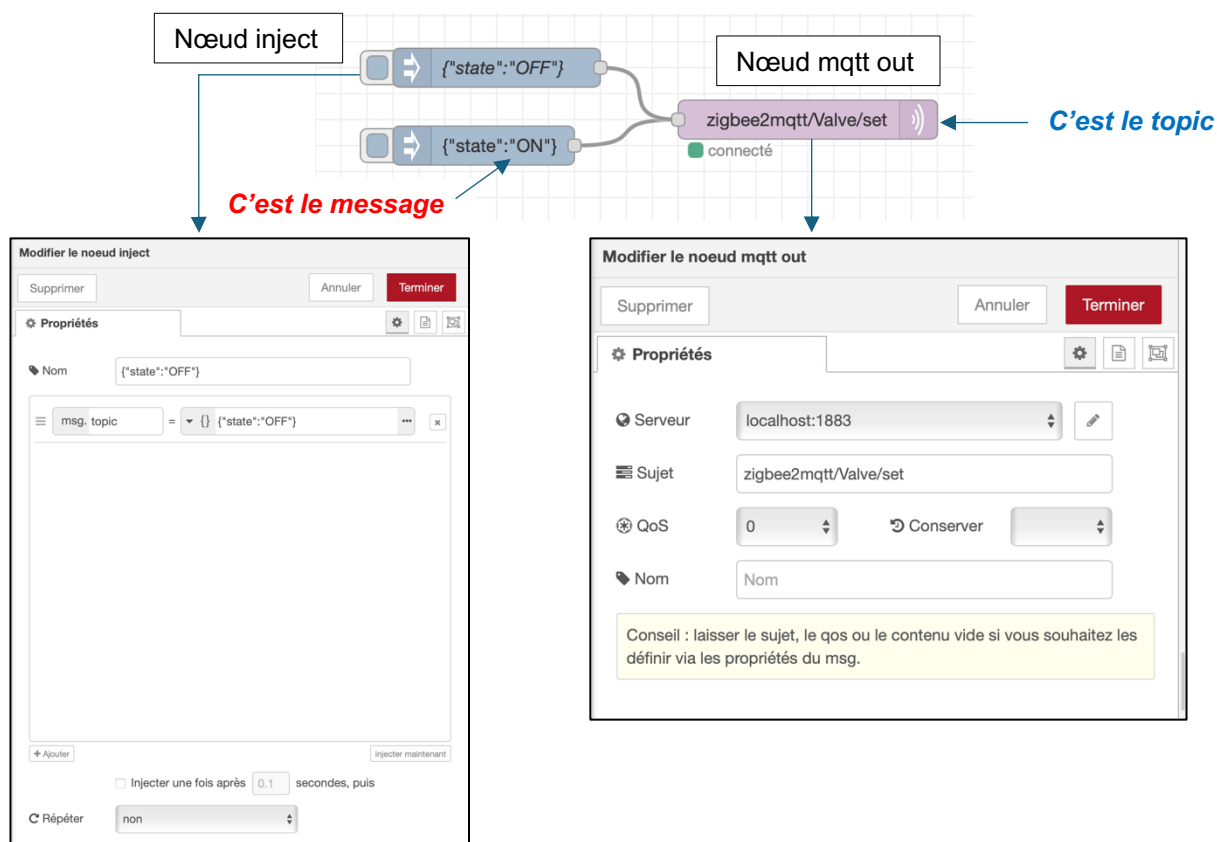 Nœud inject
{"state":"OFF"}
Nœud mqtt out
zigbee2mqtt/Valve/set
C'est le topic
{"state":"ON"}
connecté
C'est le message
Modifier le noeud inject
Supprimer
Annuler
Terminer
Propriétés
Nom
{"state":"OFF"}
msg. topic
=
{} {"state":"OFF"}
+ Ajouter
injecter maintenant
Injecter une fois après 0.1 secondes, puis
Répéter
non
Modifier le noeud mqtt out
Supprimer
Annuler
Terminer
Propriétés
Serveur
localhost:1883
Sujet
zigbee2mqtt/Valve/set
QoS
0
Conserver
Nom
Nom
Conseil : laisser le sujet, le qos ou le contenu vide si vous souhaitez les
définir via les propriétés du msg.